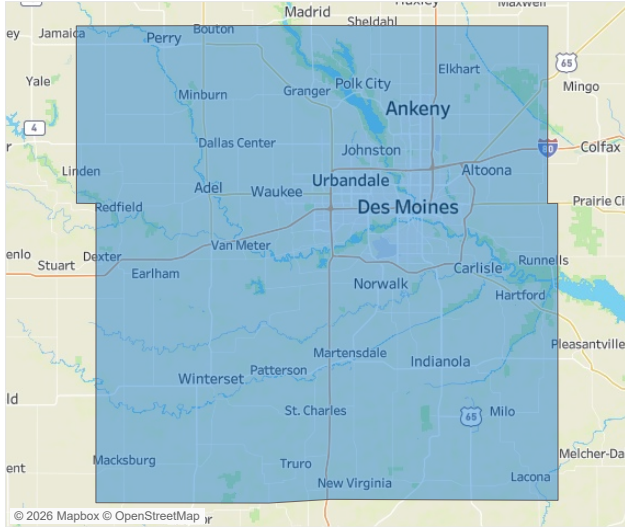 Madrid
Huxley
Maxwell
Sheldahl
ey
Jamaica
Perry
Bouton
65
Elkhart
Mingo
Yale
Minburn
Granger
Polk City
Ankeny
4
r
Dallas Center
Johnston
80
Colfax
Linden
Adel
Waukee
Urbandale
Altoona
Redfield
Des Moines
Prairie Ci
enlo
Stuart
Dexter
Van Meter
Earlham
Carlisle
Runnells
Norwalk
Hartford
Martensdale
Pleasantville
Winterset
Patterson
Indianola
ld
St. Charles
65
Milo
ent
Macksburg
Truro
Melcher-Da
New Virginia
Lacona
© 2026 Mapbox © OpenStreetMap
or